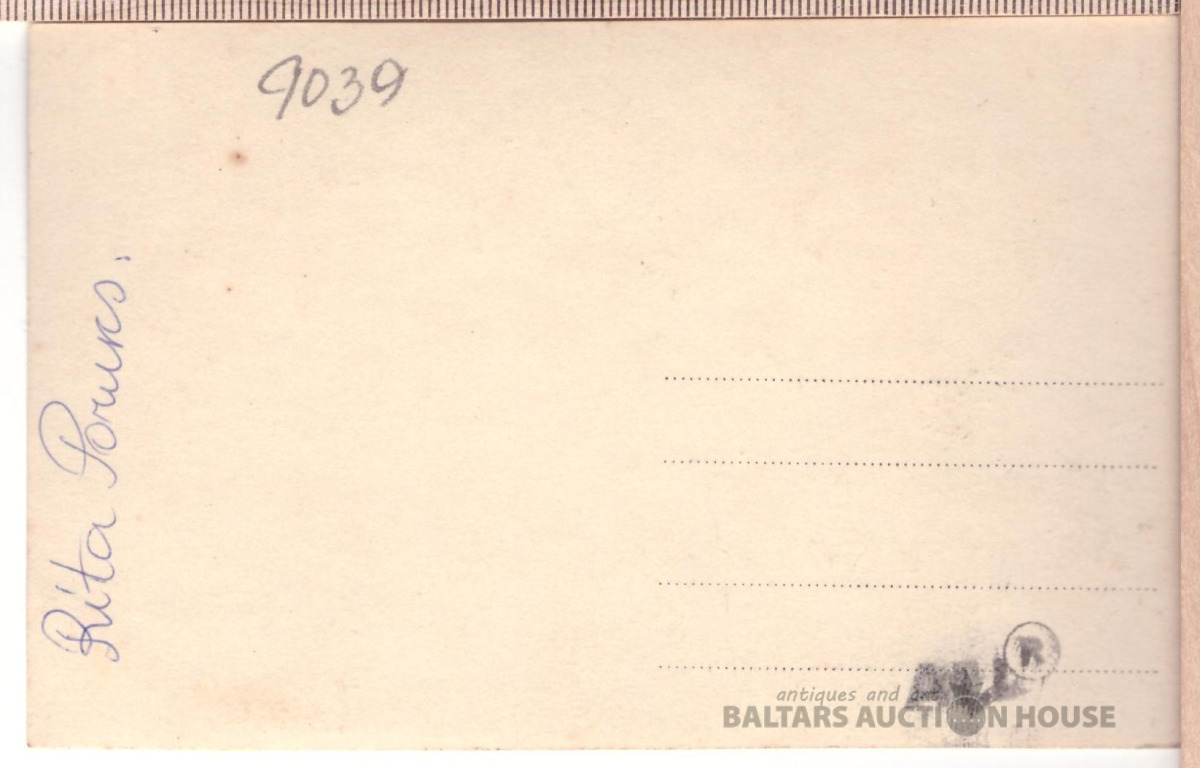 9039
Rita Poruks.
R
antiques and art
BALTARS AUCTION HOUSE